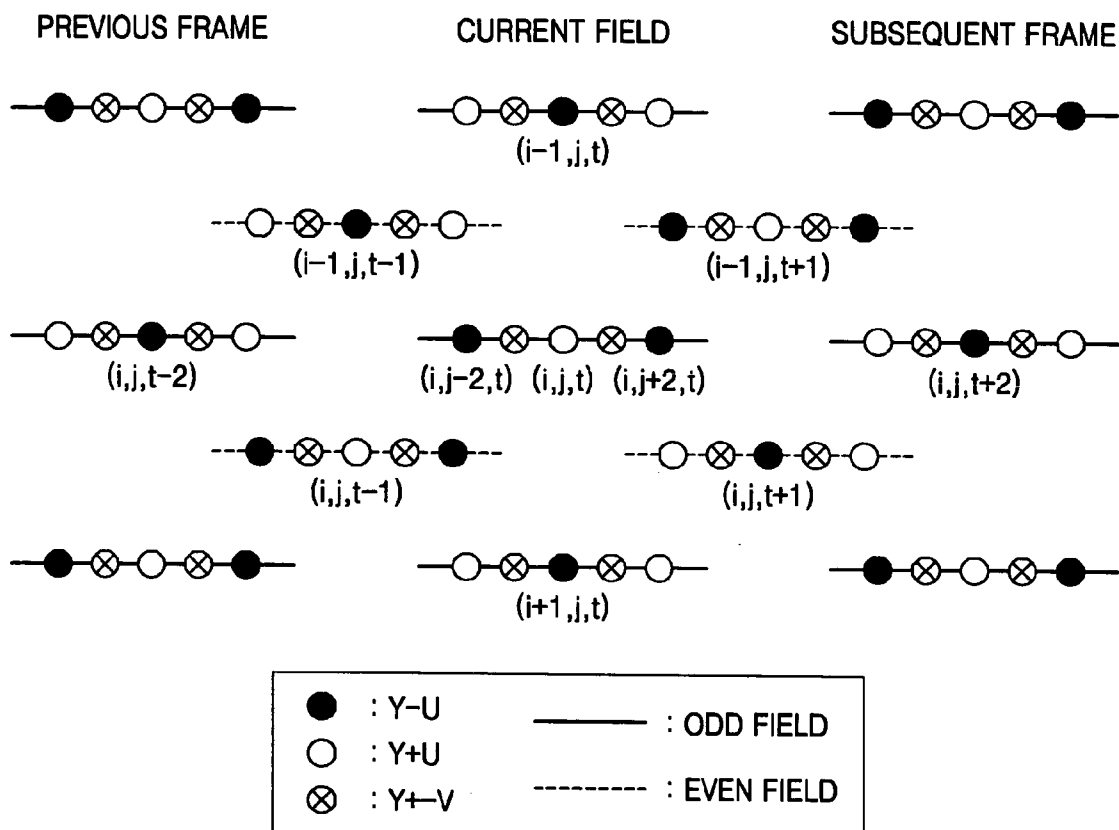 PREVIOUS FRAME CURRENT FIELD SUBSEQUENT FRAME
(i-1,j,t)
(i-1,j,t-1) (i-1,j,t+1)
(i,j,t-2) (i,j-2,t) (i,j,t) (i,j+2,t) (i,j,t+2)
(i,j,t-1) (i,j,t+1)
(i+1,j,t)
: Y-U : ODD FIELD
: Y+U
: Y+-V : EVEN FIELD